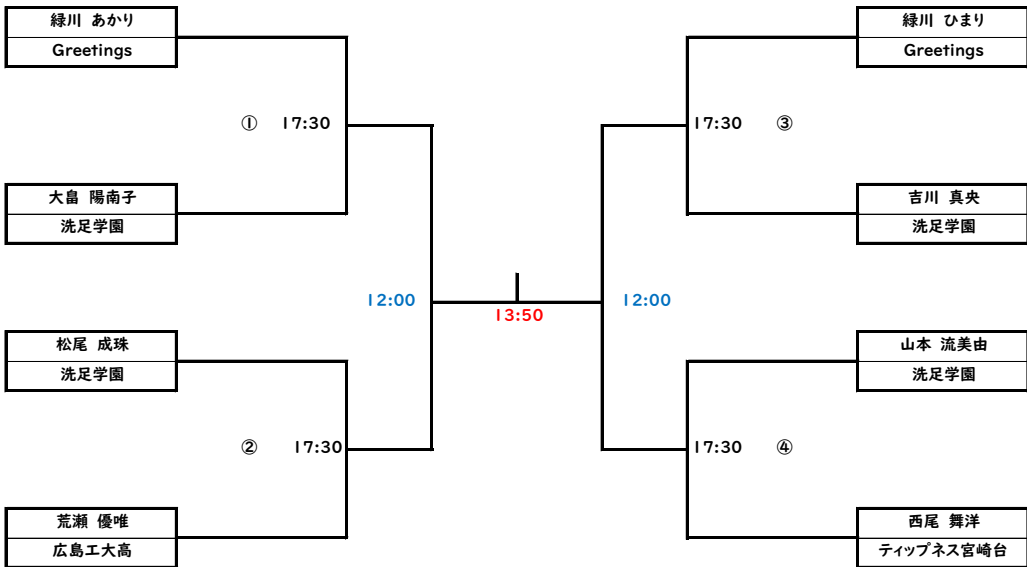 緑川 あかり
Greetings
① 17:30
大畠 陽南子
洗足学園
12:00
松尾 成珠
洗足学園
② 17:30
荒瀬 優唯
広島工大高
13:50
緑川 ひまり
Greetings
17:30 ③
吉川 真央
洗足学園
12:00
山本 流美由
洗足学園
17:30 ④
西尾 舞洋
ティップネス宮崎台